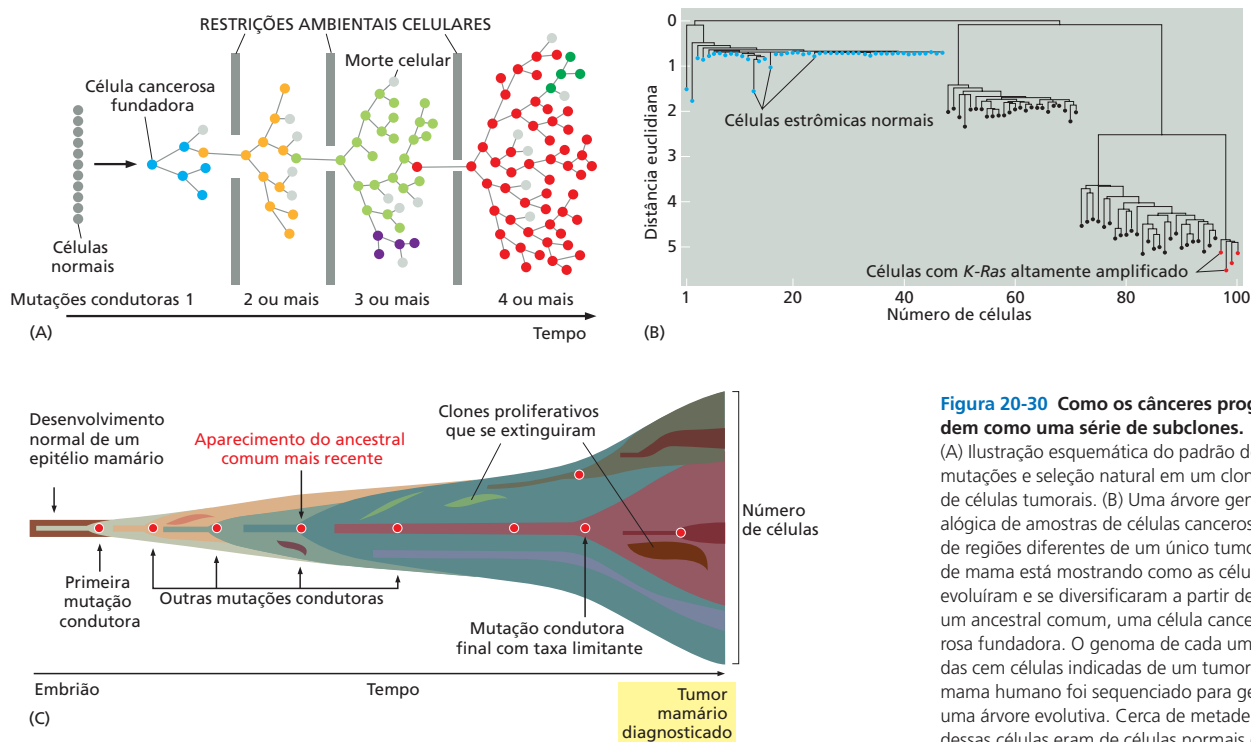 RESTRIÇÕES AMBIENTAIS CELULARES
Célula cancerosa
fundadora
Morte celular
Células
normais
Mutações condutoras 1
2 ou mais
3 ou mais
4 ou mais
Tempo
(A)
Distância euclidiana
0
1
2
3
4
5
Células estrômicas normais
Células com K-Ras altamente amplificado
1
20
40
60
80
100
Número de células
(B)
Desenvolvimento
normal de um
epitélio mamário
Aparecimento do ancestral
comum mais recente
Clones proliferativos
que se extinguiram
Número
de células
Primeira
mutação
condutora
Outras mutações condutoras
Mutação condutora
final com taxa limitante
Embrião
Tempo
Tumor
mamário
diagnosticado
(C)
Figura 20-30 Como os cânceres prog
dem como uma série de subclones.
(A) Ilustração esquemática do padrão d
mutações e seleção natural em um clon
de células tumorais. (B) Uma árvore gen
alógica de amostras de células canceros
de regiões diferentes de um único tumo
de mama está mostrando como as célu
evoluíram e se diversificaram a partir de
um ancestral comum, uma célula cance
rosa fundadora. O genoma de cada um
das cem células indicadas de um tumor
mama humano foi sequenciado para ge
uma árvore evolutiva. Cerca de metade
dessas células eram de células normais